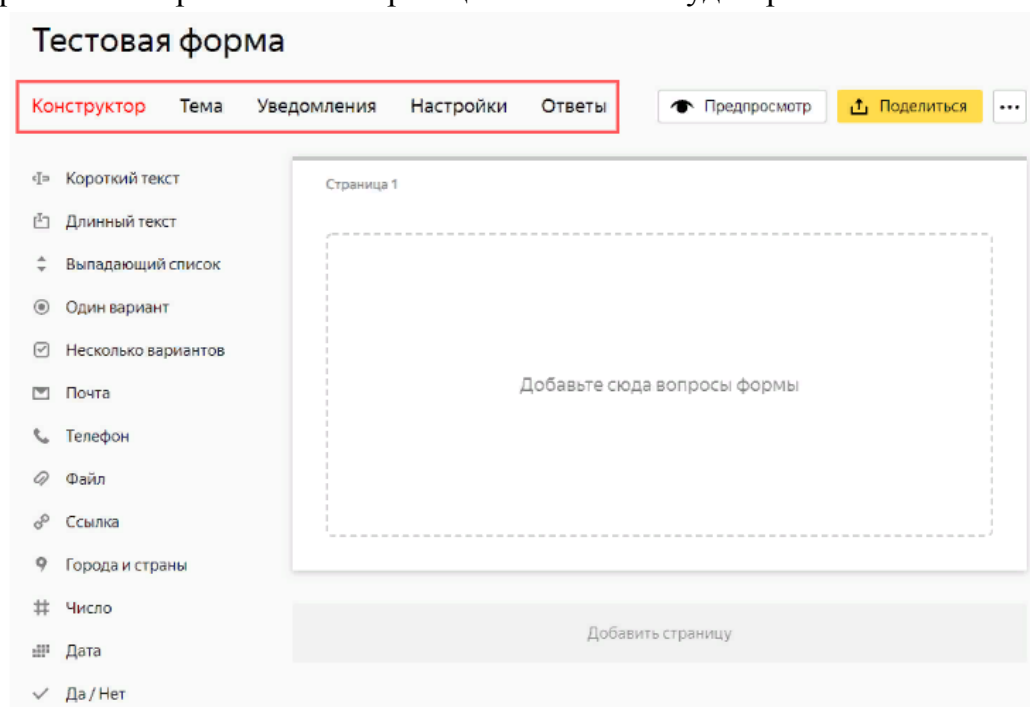 Тестовая форма
Конструктор Тема Уведомления Настройки Ответы Предпросмотр Поделиться
Короткий текст
Страница 1
Длинный текст
Выпадающий список
Один вариант
Несколько вариантов
Добавьте сюда вопросы формы
Почта
Телефон
Файл
Ссылка
Города и страны
Число
Добавить страницу
Дата
Да / Нет